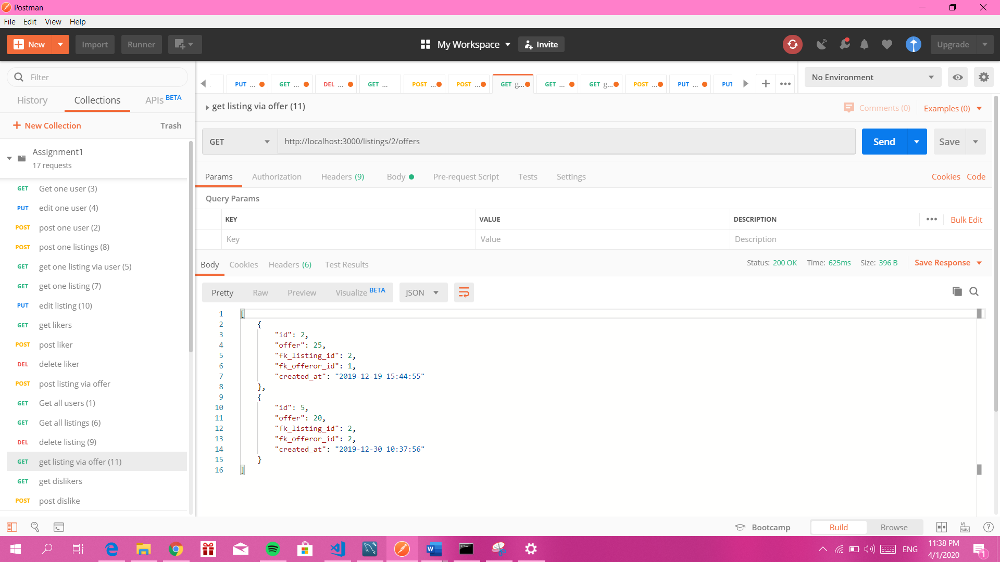 Postman
File Edit View Help
New Import Runner My Workspace Invite Upgrade
Filter
History Collections APIs BETA
New Collection Trash
Assignment1
17 requests
GET Get one user (3)
PUT edit one user (4)
POST post one user (2)
POST post one listings (8)
GET get one listing via user (5)
GET get one listing (7)
PUT edit listing (10)
GET get likers
POST post liker
DEL delete liker
POST post listing via offer
GET Get all users (1)
GET Get all listings (6)
DEL delete listing (9)
GET get listing via offer (11)
GET get dislikers
POST post dislike
PUT ... GET ... DEL ... GET ... POST ... POST ... GET g... GET ... GET g... POST ... PUT ... PUT
No Environment
get listing via offer (11)
Comments (0) Examples (0)
GET http://localhost:3000/listings/2/offers Send Save
Params Authorization Headers (9) Body Pre-request Script Tests Settings Cookies Code
Query Params
KEY VALUE DESCRIPTION Bulk Edit
Key Value Description
Body Cookies Headers (6) Test Results Status: 200 OK Time: 625ms Size: 396 B Save Response
Pretty Raw Preview Visualize BETA JSON
1 [
2 {
3 "id": 2,
4 "offer": 25,
5 "fk_listing_id": 2,
6 "fk_offeror_id": 1,
7 "created_at": "2019-12-19 15:44:55"
8 },
9 {
10 "id": 5,
11 "offer": 20,
12 "fk_listing_id": 2,
13 "fk_offeror_id": 2,
14 "created_at": "2019-12-30 10:37:56"
15 }
16 ]
Bootcamp Build Browse
ENG 11:38 PM
4/1/2020
1